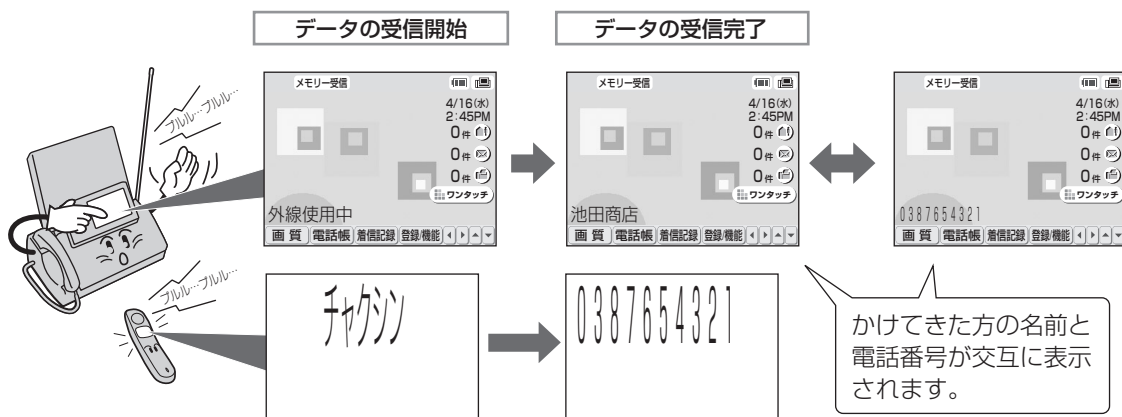 データの受信開始
データの受信完了
プルル…プルル…
メモリー受信
4/16(水)
2:45PM
0件
0件
0件
ワンタッチ
外線使用中
画質 電話帳 着信記録 登録/機能
メモリー受信
4/16(水)
2:45PM
0件
0件
0件
ワンタッチ
池田商店
画質 電話帳 着信記録 登録/機能
メモリー受信
4/16(水)
2:45PM
0件
0件
0件
ワンタッチ
0387654321
画質 電話帳 着信記録 登録/機能
プルル…プルル…
チャクシン
0387654321
かけてきた方の名前と
電話番号が交互に表示
されます。